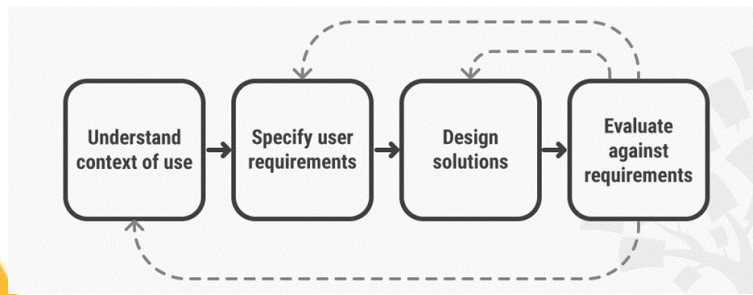 Understand
context of use
Specify user
requirements
Design
solutions
Evaluate
against
requirements